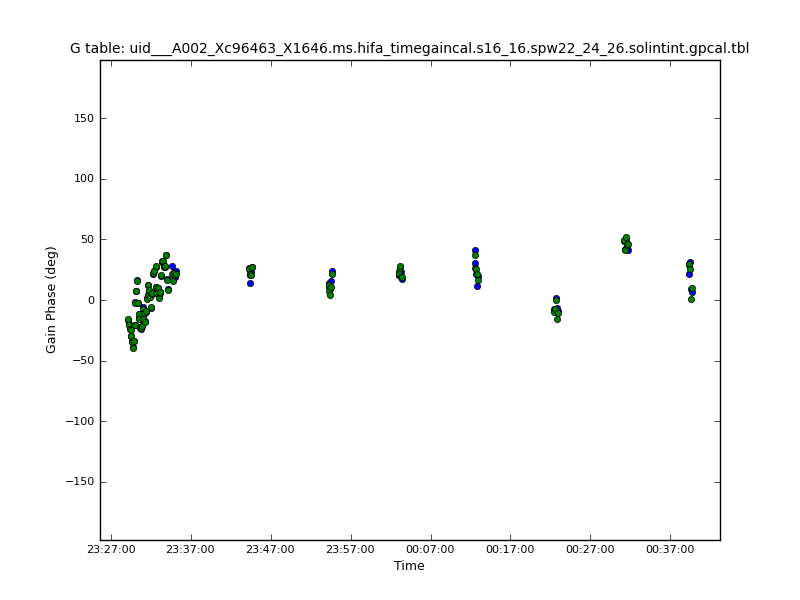 G table: uid___A002_Xc96463_X1646.ms.hifa_timegaincal.s16_16.spw22_24_26.solintint.gpcal.tbl
150
100
50
0
−50
−100
−150
Gain Phase (deg)
23:27:00 23:37:00 23:47:00 23:57:00 00:07:00 00:17:00 00:27:00 00:37:00
Time